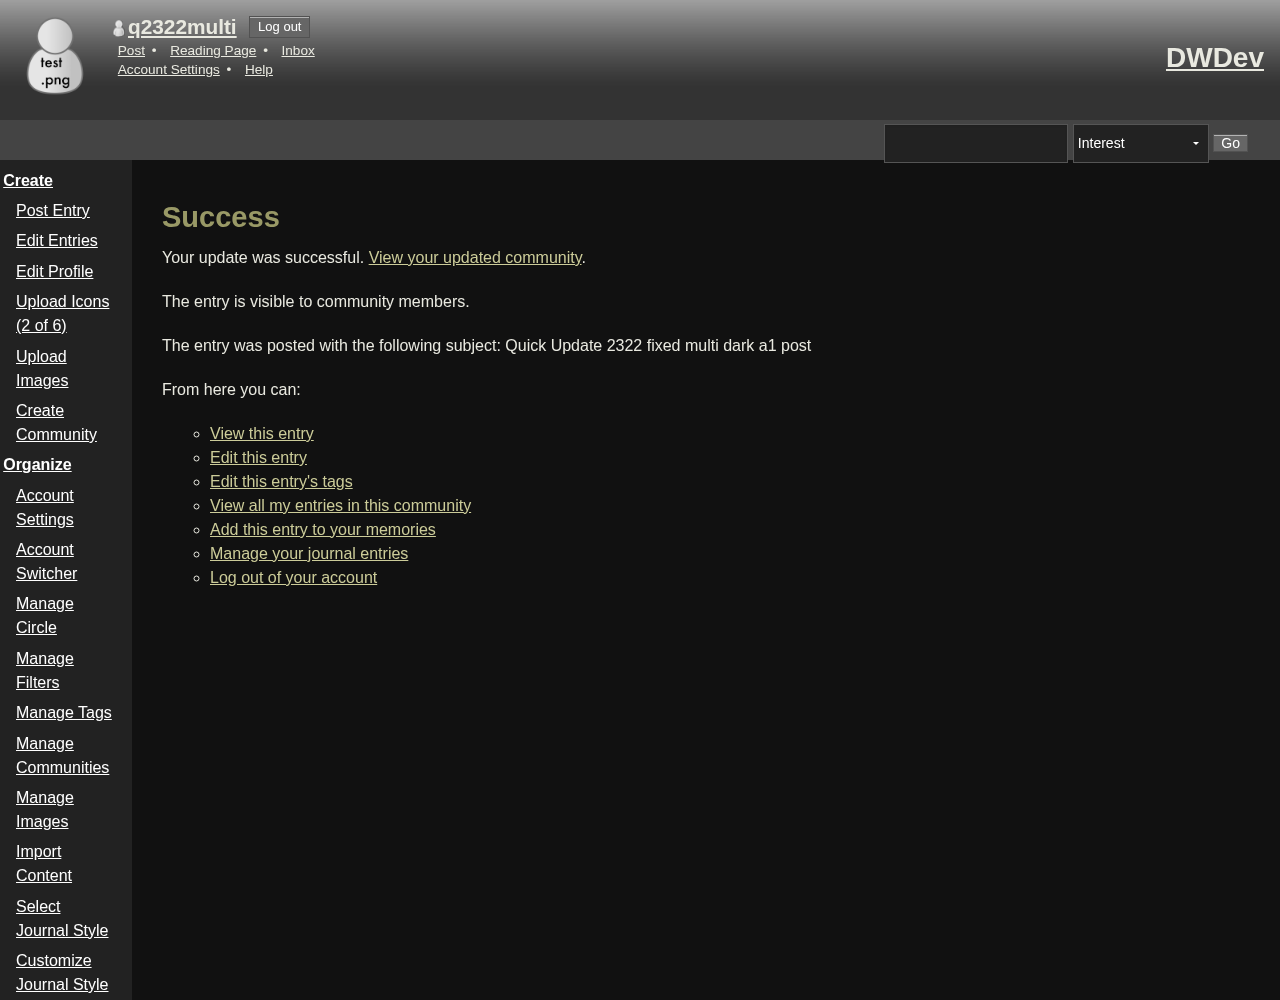 q2322multi Log out
Post • Reading Page • Inbox
Account Settings • Help
test
.png
DWDev
Interest Go
Create
Post Entry
Edit Entries
Edit Profile
Upload Icons
(2 of 6)
Upload
Images
Create
Community
Organize
Account
Settings
Account
Switcher
Manage
Circle
Manage
Filters
Manage Tags
Manage
Communities
Manage
Images
Import
Content
Select
Journal Style
Customize
Journal Style
Success
Your update was successful. View your updated community.
The entry is visible to community members.
The entry was posted with the following subject: Quick Update 2322 fixed multi dark a1 post
From here you can:
View this entry
Edit this entry
Edit this entry's tags
View all my entries in this community
Add this entry to your memories
Manage your journal entries
Log out of your account